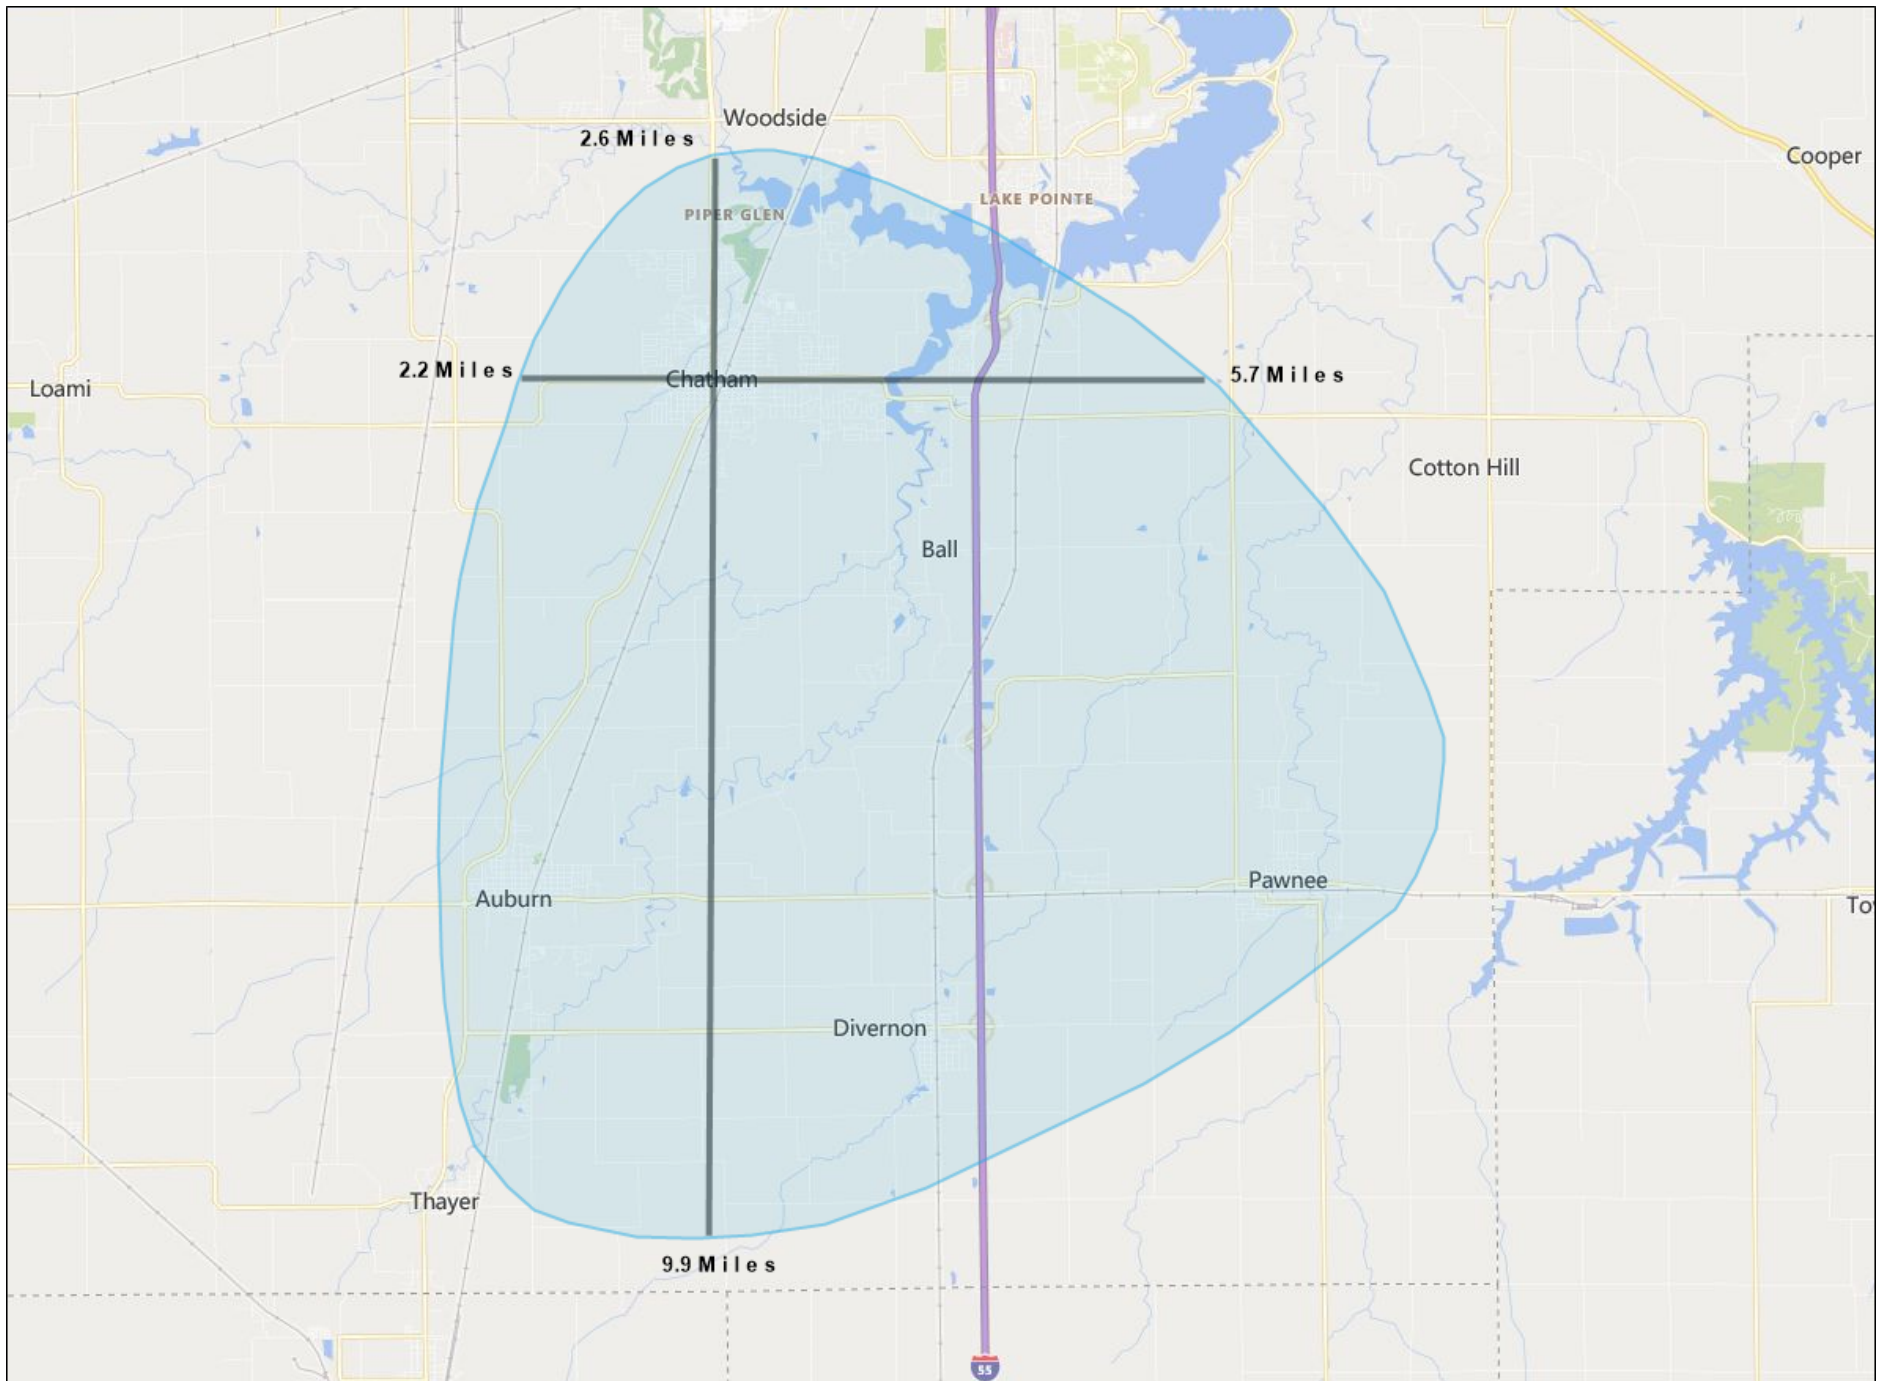 Woodside
2.6 Miles
Cooper
LAKE POINTE
PIPER GLEN
2.2 Miles
Chatham
5.7 Miles
Loami
Cotton Hill
Ball
Pawnee
Auburn
To
Divernon
Thayer
9.9 Miles
55